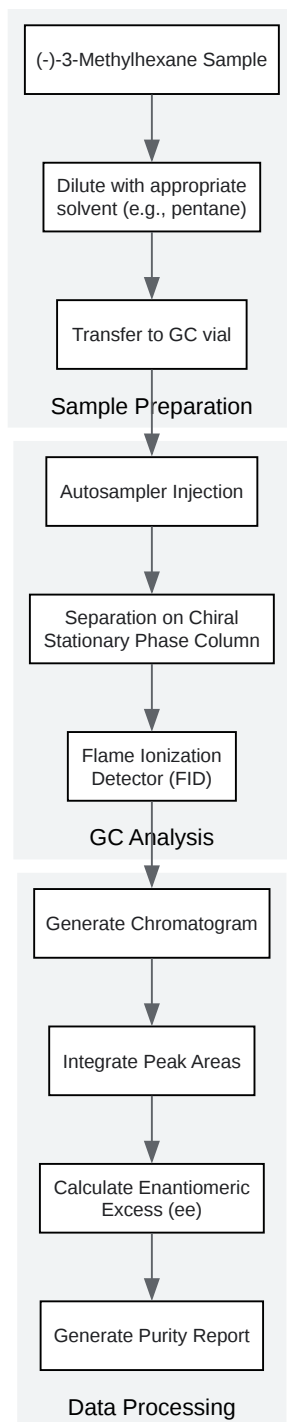 (-)-3-Methylhexane Sample
Dilute with appropriate
solvent (e.g., pentane)
Transfer to GC vial
Sample Preparation
Autosampler Injection
Separation on Chiral
Stationary Phase Column
Flame Ionization
Detector (FID)
GC Analysis
Generate Chromatogram
Integrate Peak Areas
Calculate Enantiomeric
Excess (ee)
Generate Purity Report
Data Processing